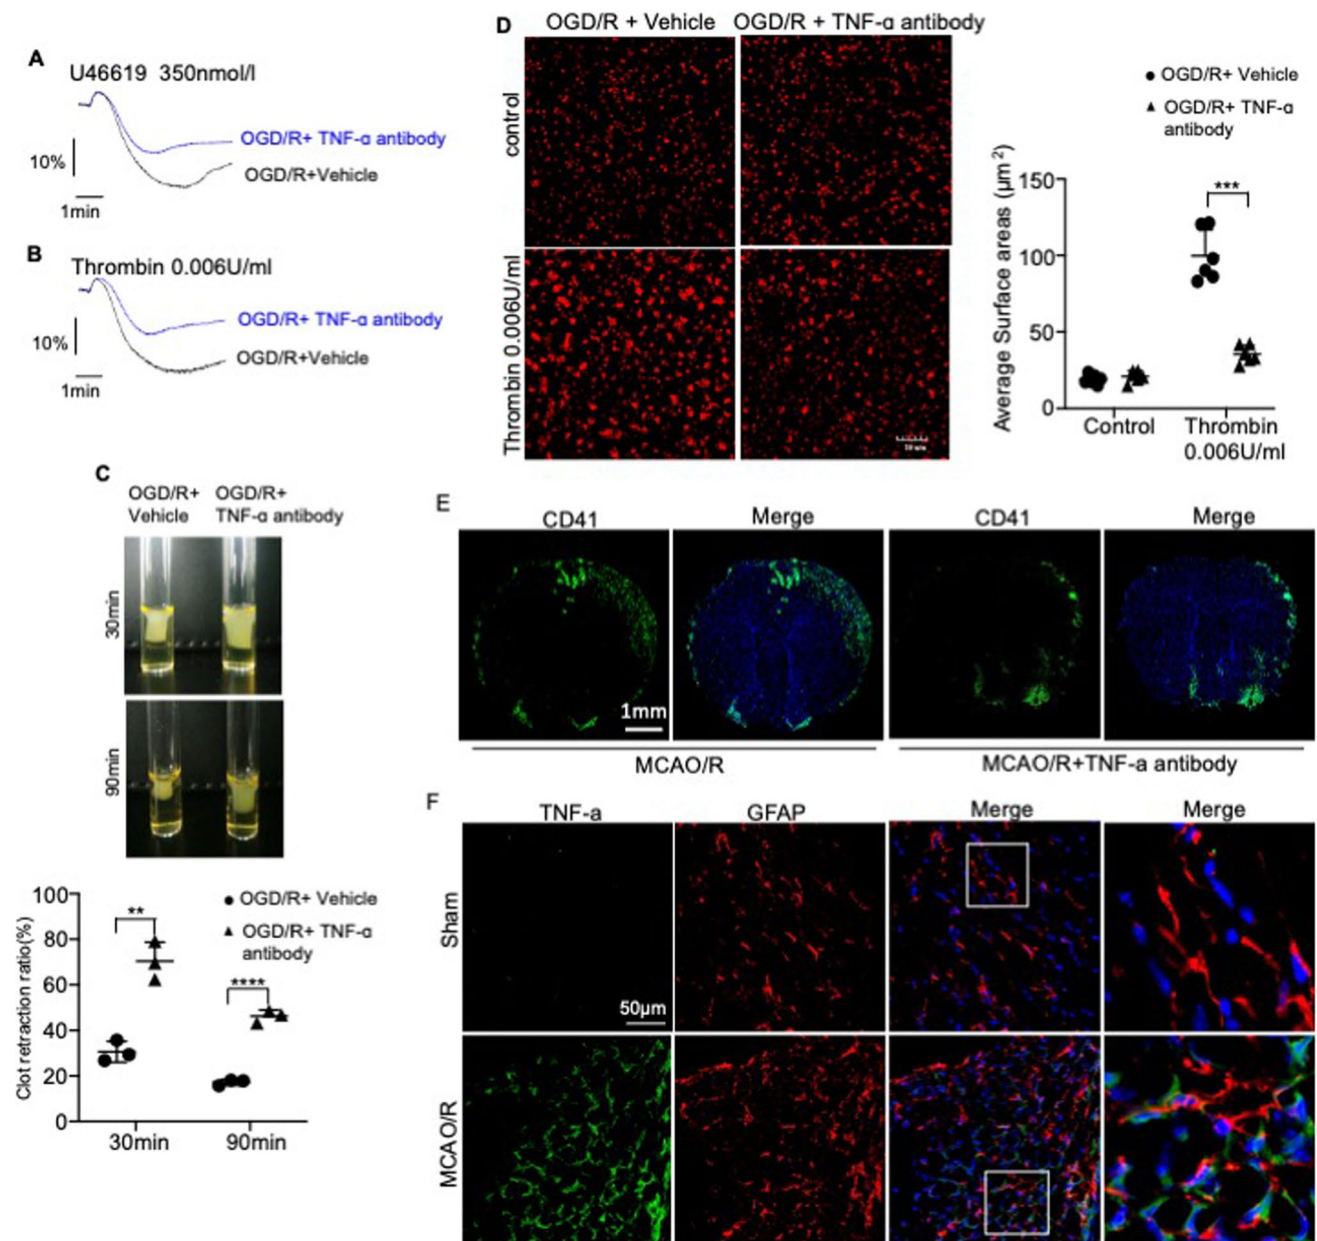 A
U46619 350nmol/l
OGD/R+ TNF-α antibody
10%
OGD/R+Vehicle
1min
B
Thrombin 0.006U/ml
OGD/R+ TNF-α antibody
10%
OGD/R+Vehicle
1min
C
OGD/R+
Vehicle
OGD/R+
TNF-α antibody
30min
90min
Clot retraction ratio(%)
100
80
60
40
20
0
**
****
OGD/R+ Vehicle
OGD/R+ TNF-α
antibody
30min
90min
D
OGD/R + Vehicle
OGD/R + TNF-α antibody
control
Thrombin 0.006U/ml
OGD/R+ Vehicle
OGD/R+ TNF-α
antibody
Average Surface areas (μm²)
150
100
50
0
***
Control
Thrombin
0.006U/ml
E
CD41
Merge
CD41
Merge
1mm
MCAO/R
MCAO/R+TNF-a antibody
F
TNF-a
GFAP
Merge
Merge
Sham
50μm
MCAO/R